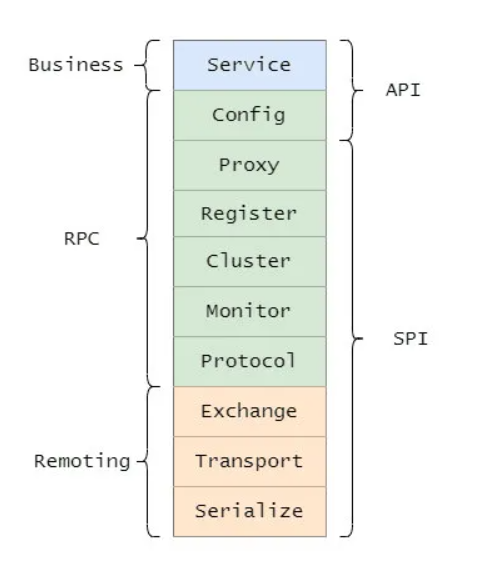 Business
Service
API
Config
Proxy
Register
RPC
Cluster
Monitor
SPI
Protocol
Exchange
Remoting
Transport
Serialize